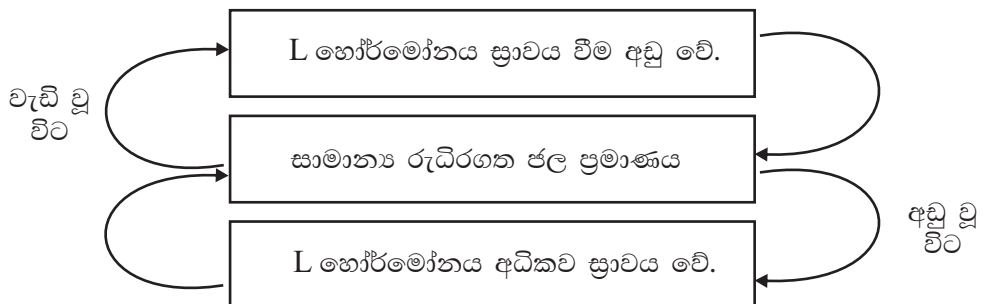 L හෝර්මෝනය ස්‍රාවය වීම අඩු වේ.
වැඩි වූ
විට
සාමාන්‍ය රුධිරගත ජල ප්‍රමාණය
අඩු වූ
විට
L හෝර්මෝනය අධිකව ස්‍රාවය වේ.